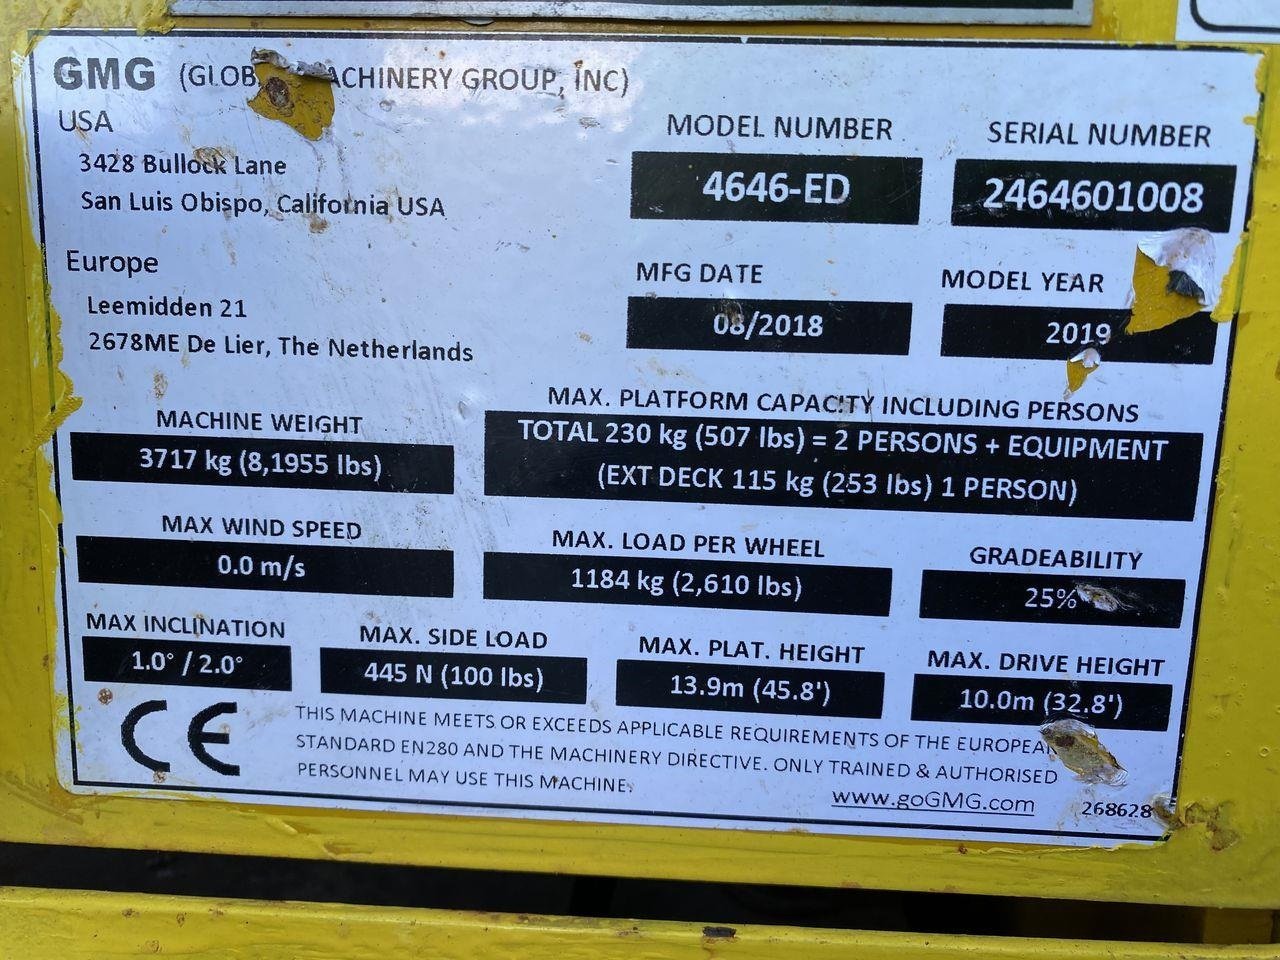 GMG (GLOB ACHINERY GROUP, INC)
USA
3428 Bullock Lane
San Luis Obispo, California USA
Europe
Leemidden 21
2678ME De Lier, The Netherlands
MODEL NUMBER
4646-ED
SERIAL NUMBER
2464601008
MFG DATE
08/2018
MODEL YEAR
2019
MACHINE WEIGHT
3717 kg (8,1955 lbs)
MAX. PLATFORM CAPACITY INCLUDING PERSONS
TOTAL 230 kg (507 lbs) = 2 PERSONS + EQUIPMENT
(EXT DECK 115 kg (253 lbs) 1 PERSON)
MAX WIND SPEED
0.0 m/s
MAX. LOAD PER WHEEL
1184 kg (2,610 lbs)
GRADEABILITY
25%
MAX INCLINATION
1.0° / 2.0°
MAX. SIDE LOAD
445 N (100 lbs)
MAX. PLAT. HEIGHT
13.9m (45.8')
MAX. DRIVE HEIGHT
10.0m (32.8')
CE
THIS MACHINE MEETS OR EXCEEDS APPLICABLE REQUIREMENTS OF THE EUROPEAN
STANDARD EN280 AND THE MACHINERY DIRECTIVE. ONLY TRAINED & AUTHORISED
PERSONNEL MAY USE THIS MACHINE.
www.goGMG.com
268628